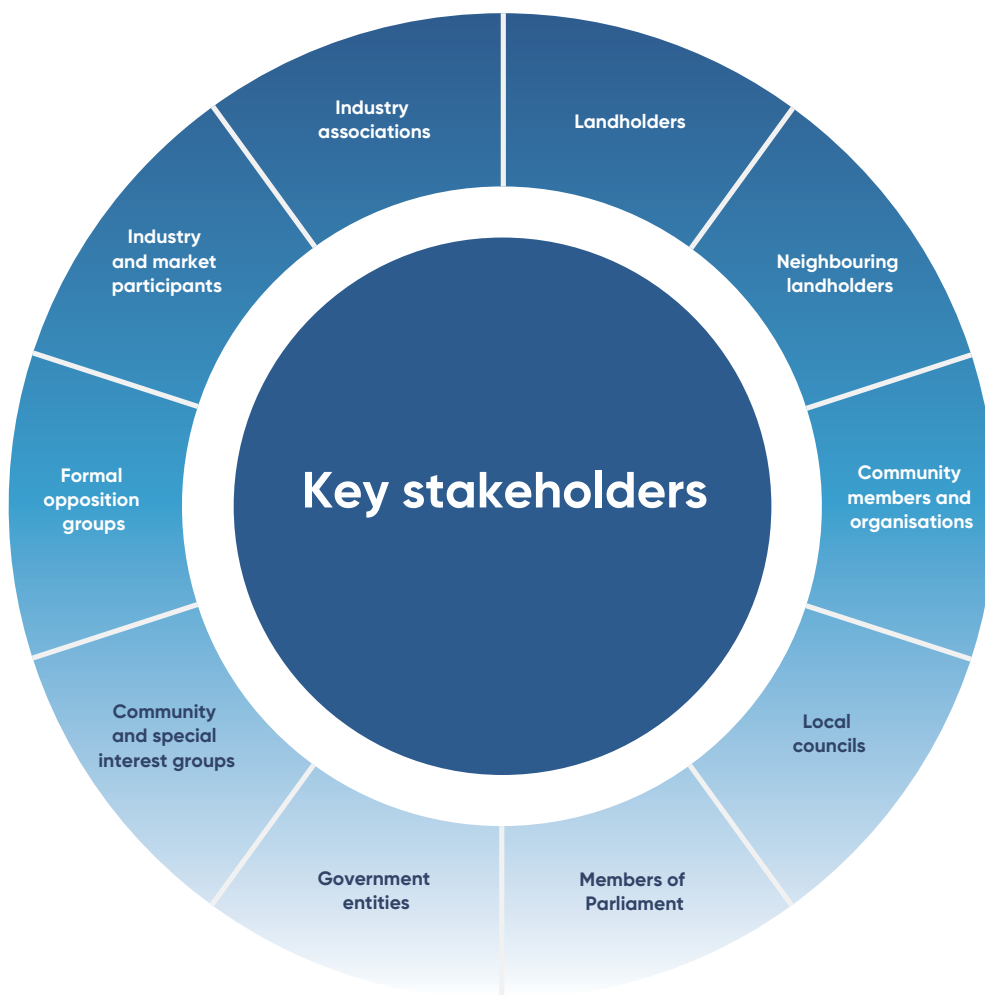 Industry
associations
Landholders
Industry
and market
participants
Neighbouring
landholders
Formal
opposition
groups
Key stakeholders
Community
members and
organisations
Community
and special
interest groups
Local
councils
Government
entities
Members of
Parliament